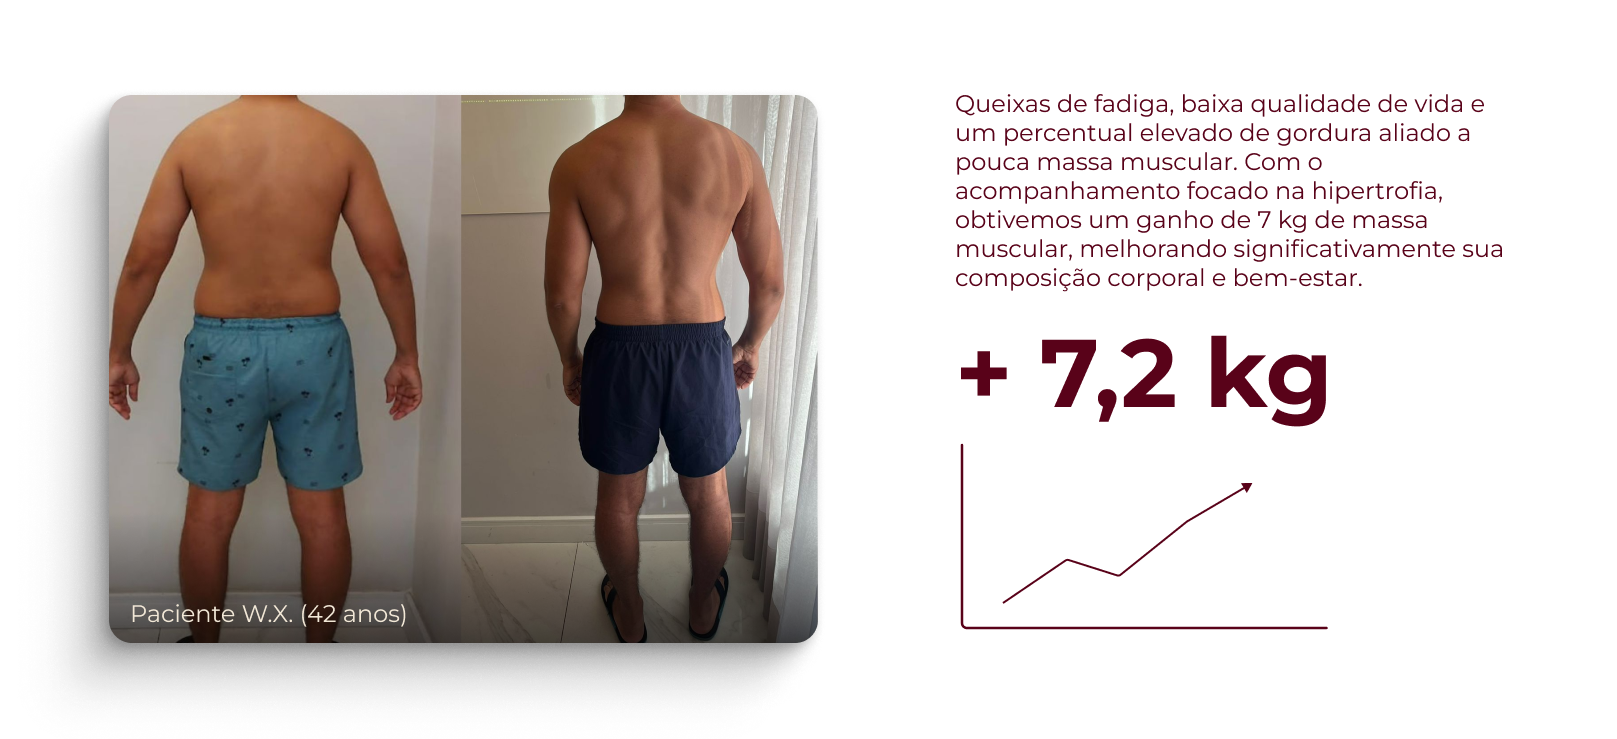 Queixas de fadiga, baixa qualidade de vida e
um percentual elevado de gordura aliado a
pouca massa muscular. Com o
acompanhamento focado na hipertrofia,
obtivemos um ganho de 7 kg de massa
muscular, melhorando significativamente sua
composição corporal e bem-estar.
+ 7,2 kg
Paciente W.X. (42 anos)